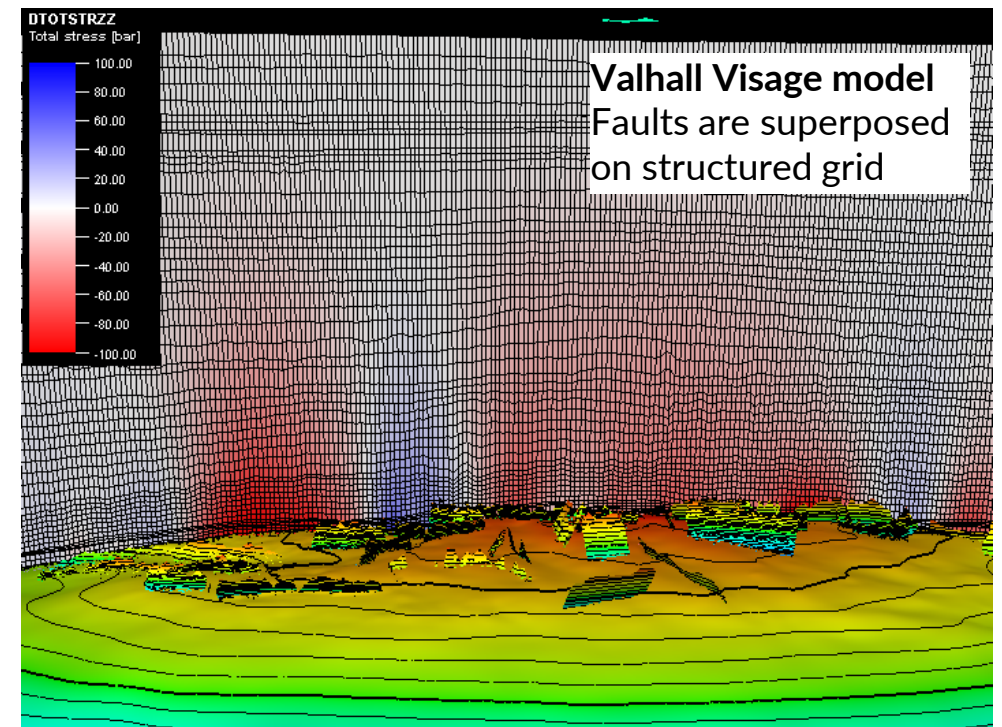 DTOTSTRZZ
Total stress [bar]
100.00
80.00
60.00
40.00
20.00
0.00
-20.00
-40.00
-60.00
-80.00
-100.00
Valhall Visage model
Faults are superposed
on structured grid